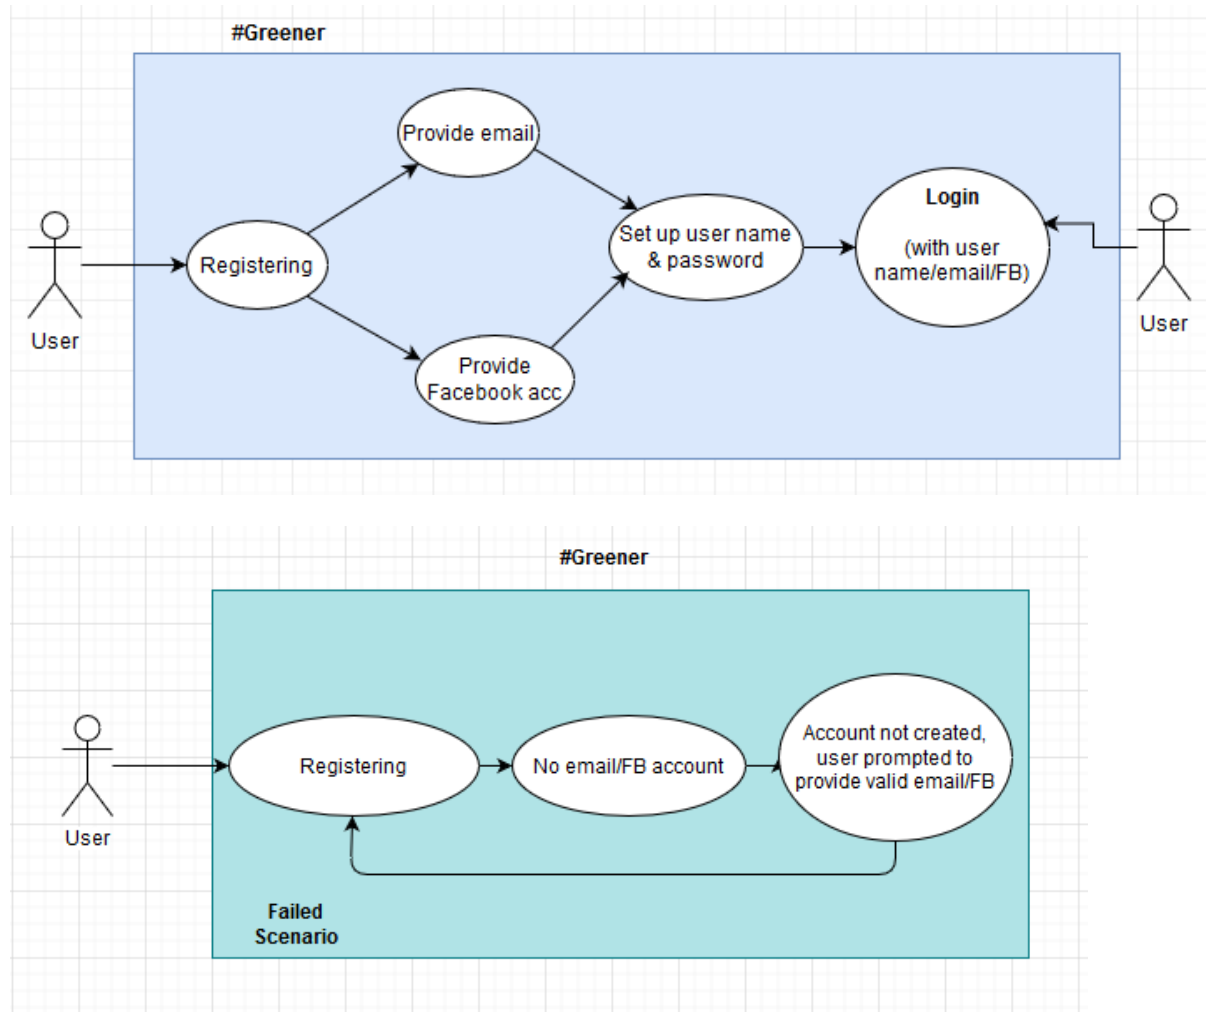 #Greener
Provide email
Registering
Provide
Facebook acc
Set up user name
& password
Login
(with user
name/email/FB)
User
User
#Greener
Registering
No email/FB account
Account not created,
user prompted to
provide valid email/FB
User
Failed
Scenario